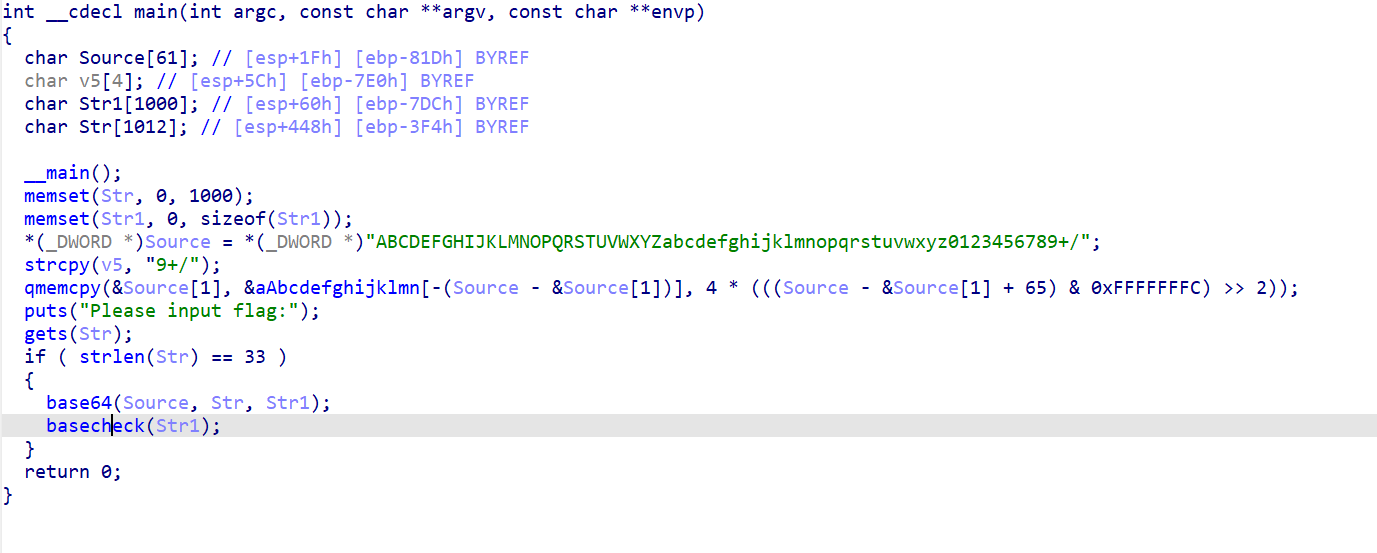 int __cdecl main(int argc, const char **argv, const char **envp)
{
  char Source[61]; // [esp+1Fh] [ebp-81Dh] BYREF
  char v5[4]; // [esp+5Ch] [ebp-7E0h] BYREF
  char Str1[1000]; // [esp+60h] [ebp-7DCh] BYREF
  char Str[1012]; // [esp+448h] [ebp-3F4h] BYREF

  __main();
  memset(Str, 0, 1000);
  memset(Str1, 0, sizeof(Str1));
  *(_DWORD *)Source = *(_DWORD *)"ABCDEFGHIJKLMNOPQRSTUVWXYZabcdefghijklmnopqrstuvwxyz0123456789+/";
  strcpy(v5, "9+/");
  qmemcpy(&Source[1], &aAbcdefghijklmn[-(Source - &Source[1])], 4 * (((Source - &Source[1] + 65) & 0xFFFFFFFC) >> 2));
  puts("Please input flag:");
  gets(Str);
  if ( strlen(Str) == 33 )
  {
    base64(Source, Str, Str1);
    basecheck(Str1);
  }
  return 0;
}